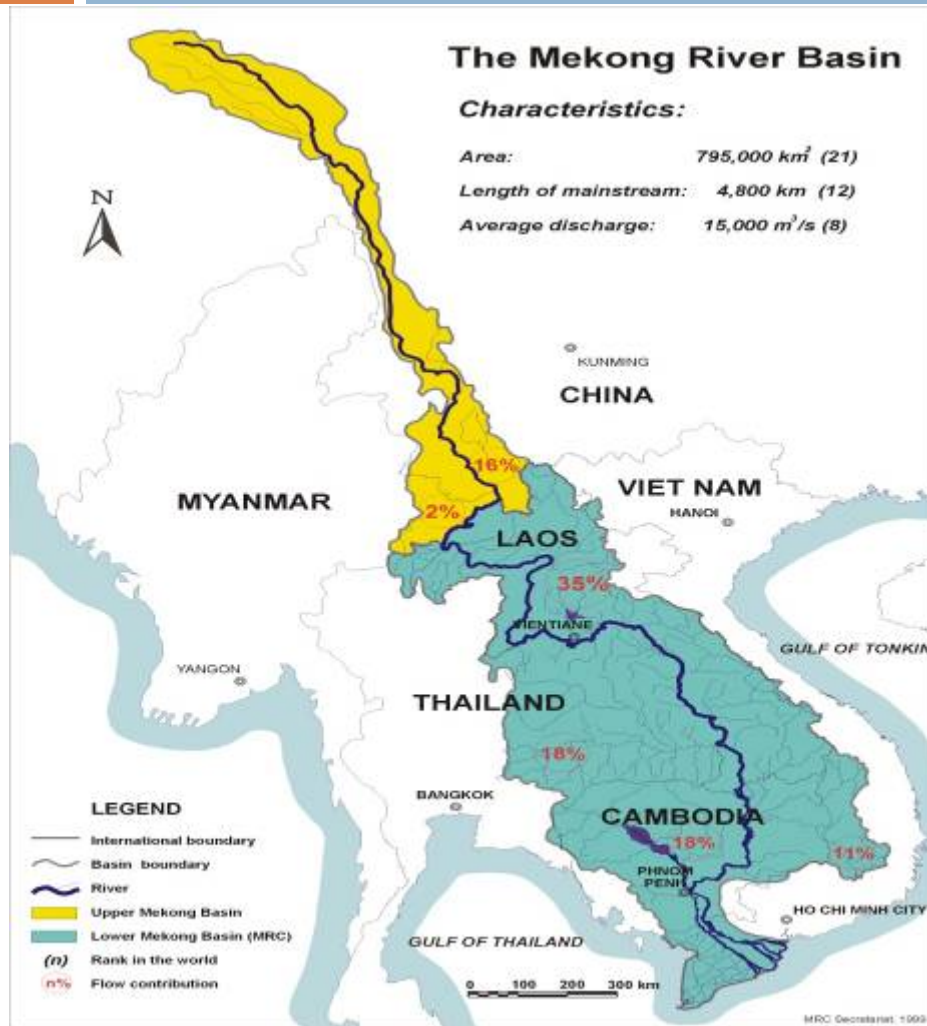 The Mekong River Basin
Characteristics:
Area: 795,000 km² (21)
Length of mainstream: 4,800 km (12)
Average discharge: 15,000 m³/s (8)
N
KUNMING
CHINA
16%
MYANMAR
2%
VIET NAM
HANOI
LAOS
35%
VIENTIANE
GULF OF TONKIN
YANGON
THAILAND
18%
BANGKOK
CAMBODIA
18%
11%
PHNOM
PENH
HO CHI MINH CITY
GULF OF THAILAND
LEGEND
International boundary
Basin boundary
River
Upper Mekong Basin
Lower Mekong Basin (MRC)
(n) Rank in the world
n% Flow contribution
0 100 200 300 km
MRC Secretariat, 1999